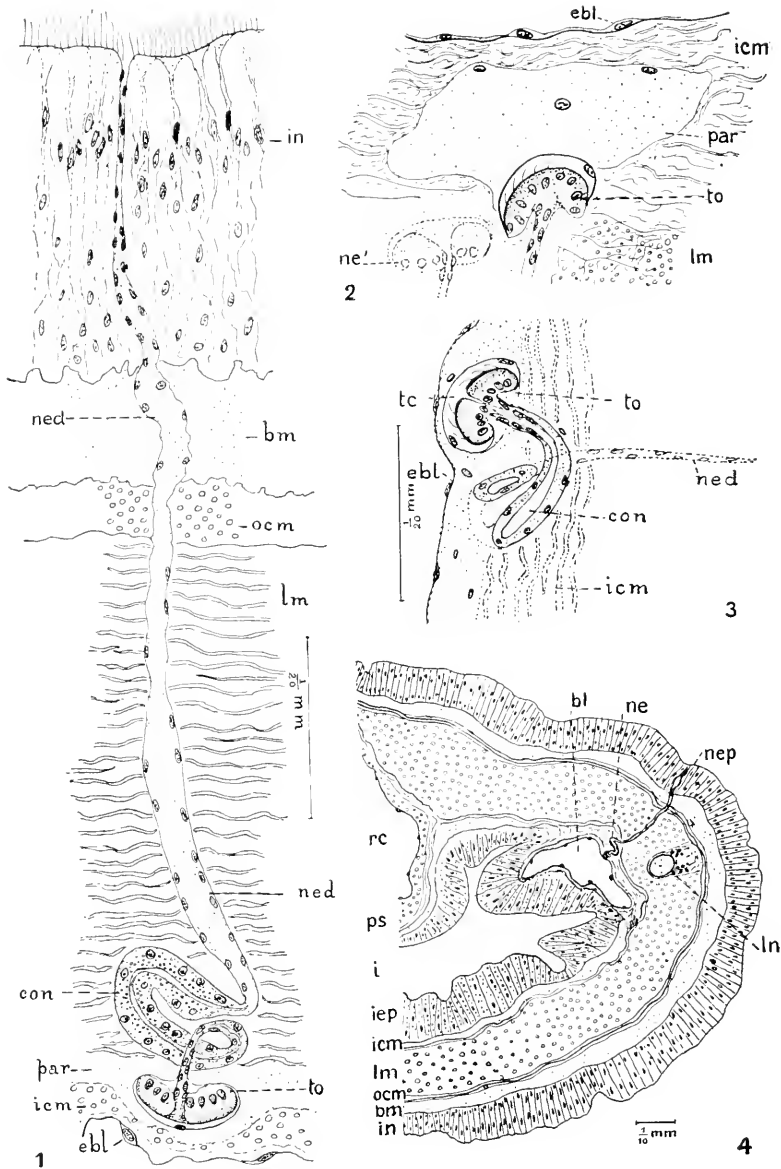 in
ned
bm
ocm
lm
1/20 mm
ned
con
par
icm
to
ebl
1
ebl
icm
par
to
ne'
lm
2
tc
to
ebl
ned
1/20 mm
con
icm
3
bl
ne
nep
rc
ps
i
ln
iep
icm
lm
ocm
bm
in
1/10 mm
4